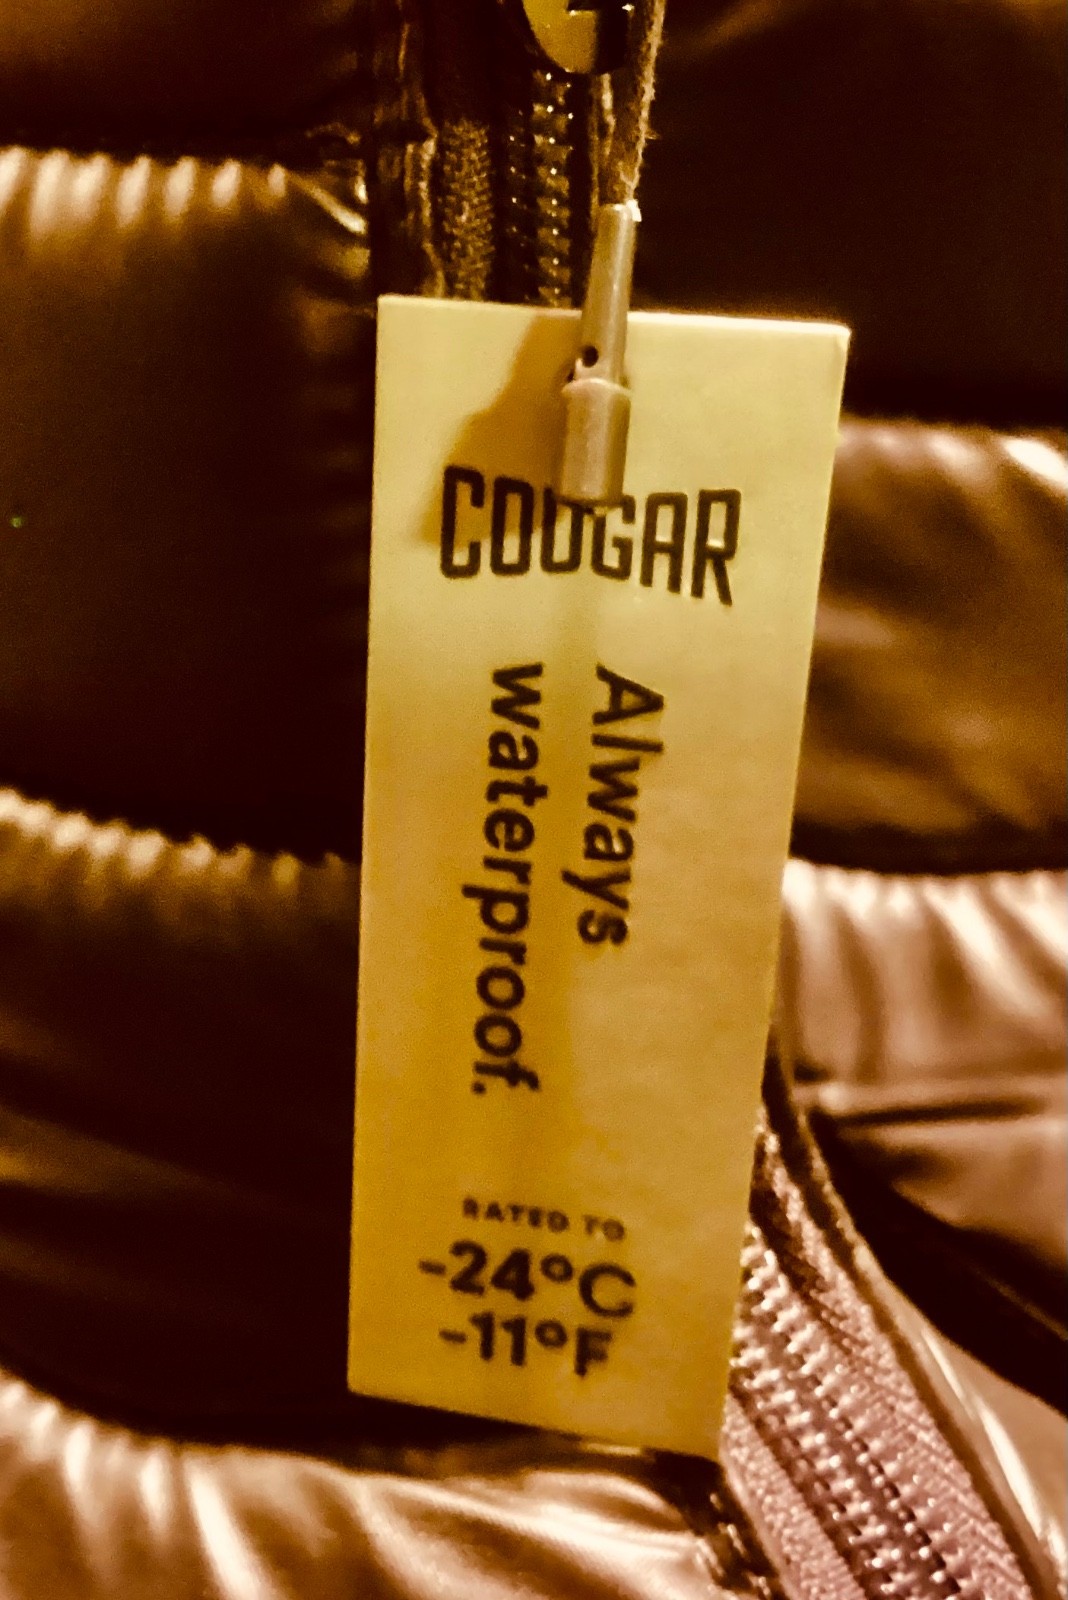 COUGAR
Always
waterproof.
RATED TO
-24°C
-11°F